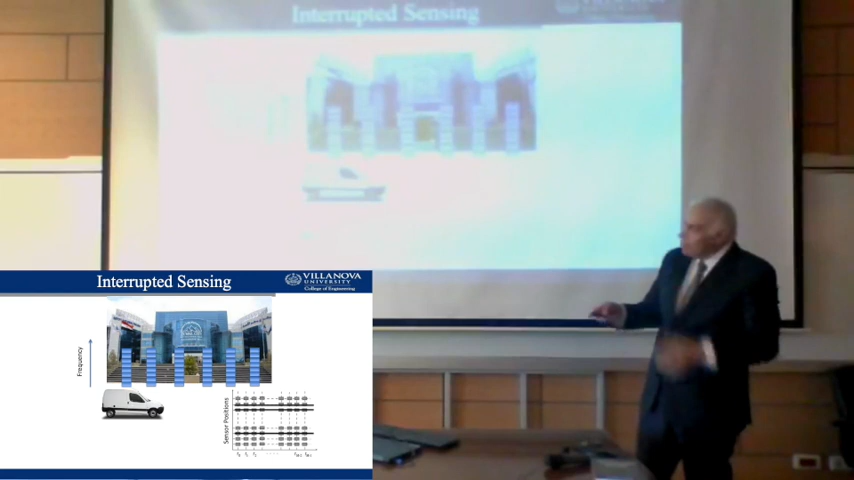 Interrupted Sensing
Interrupted Sensing
VILLANOVA
UNIVERSITY
College of Engineering
Frequency
Sensor Positions